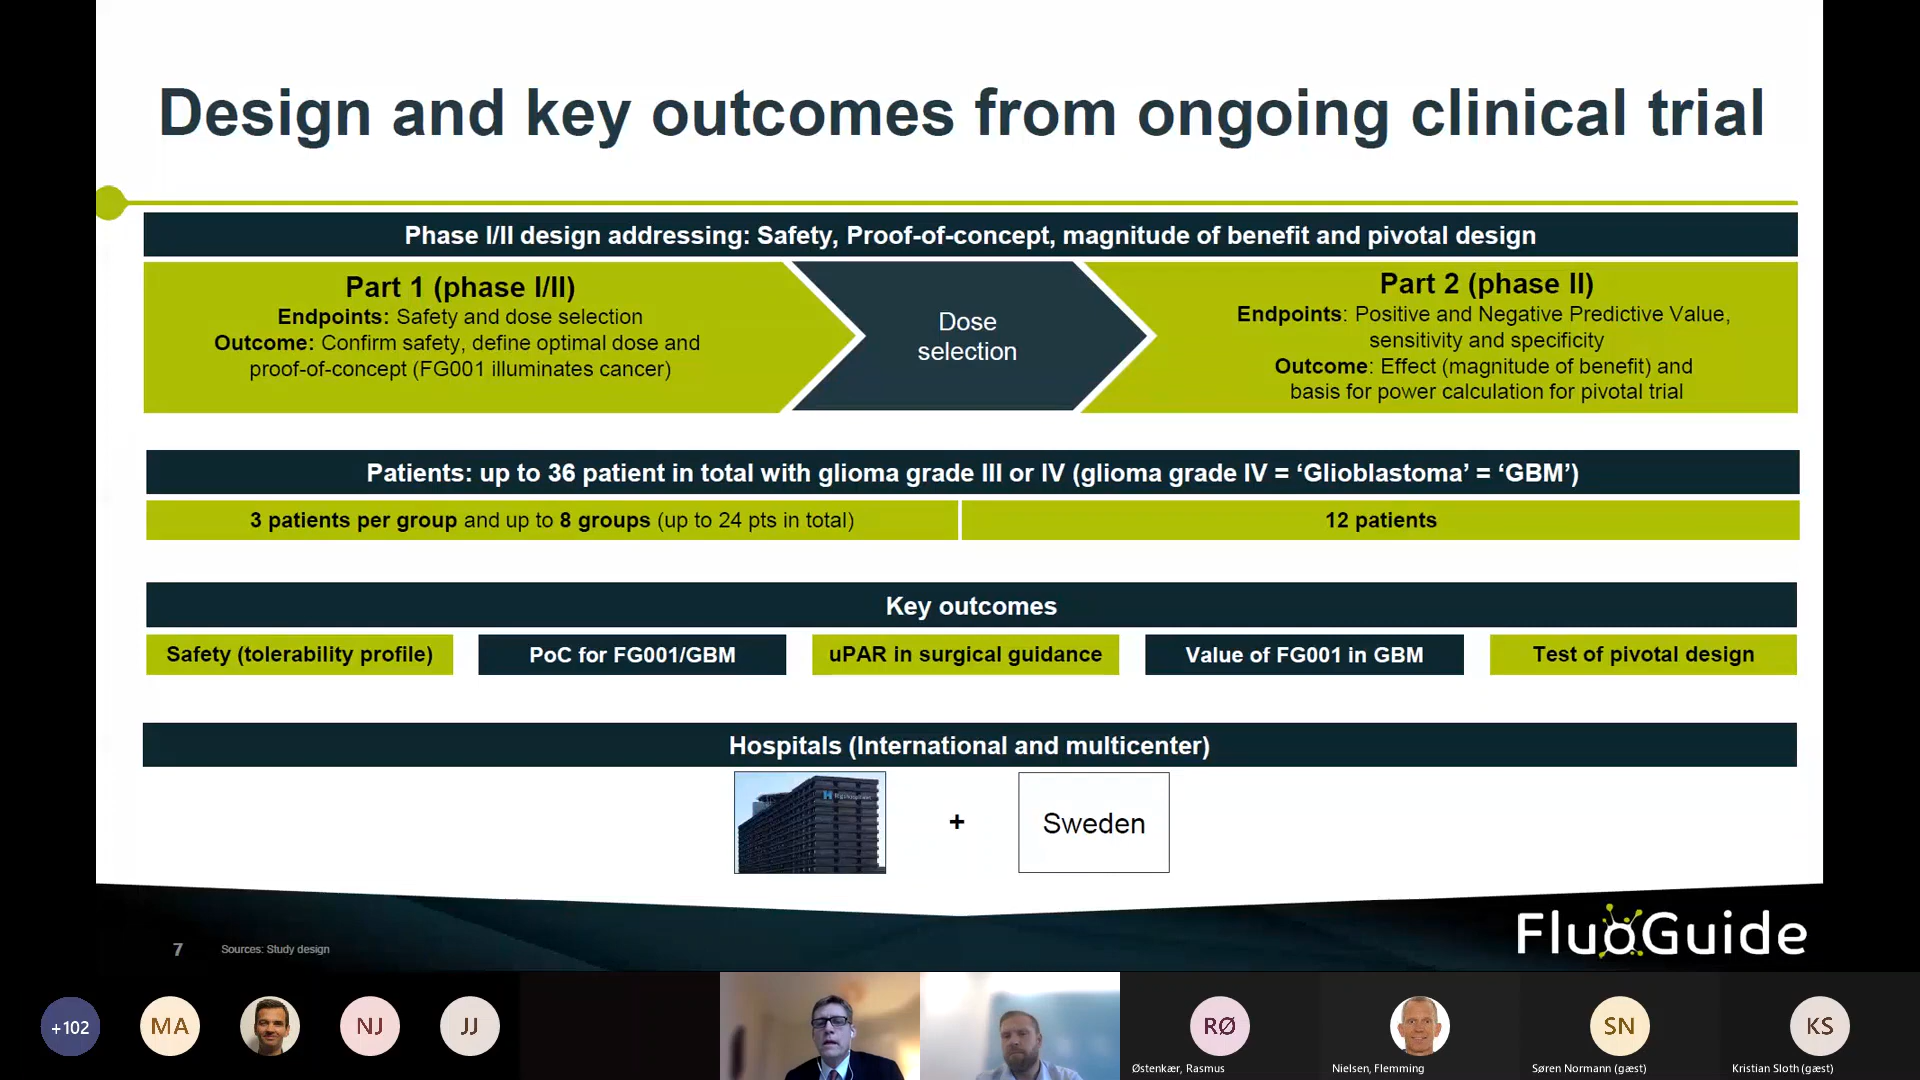 Design and key outcomes from ongoing clinical trial
Phase I/II design addressing: Safety, Proof-of-concept, magnitude of benefit and pivotal design
Part 1 (phase I/II)
Endpoints: Safety and dose selection
Outcome: Confirm safety, define optimal dose and
proof-of-concept (FG001 illuminates cancer)
Dose
selection
Part 2 (phase II)
Endpoints: Positive and Negative Predictive Value,
sensitivity and specificity
Outcome: Effect (magnitude of benefit) and
basis for power calculation for pivotal trial
Patients: up to 36 patient in total with glioma grade III or IV (glioma grade IV = ‘Glioblastoma’ = ‘GBM’)
3 patients per group and up to 8 groups (up to 24 pts in total)
12 patients
Key outcomes
Safety (tolerability profile)
PoC for FG001/GBM
uPAR in surgical guidance
Value of FG001 in GBM
Test of pivotal design
Hospitals (International and multicenter)
+
Sweden
7
Sources: Study design
FluoGuide
+102
MA
NJ
JJ
RØ
SN
KS
Østenkær, Rasmus
Nielsen, Flemming
Søren Normann (gæst)
Kristian Sloth (gæst)